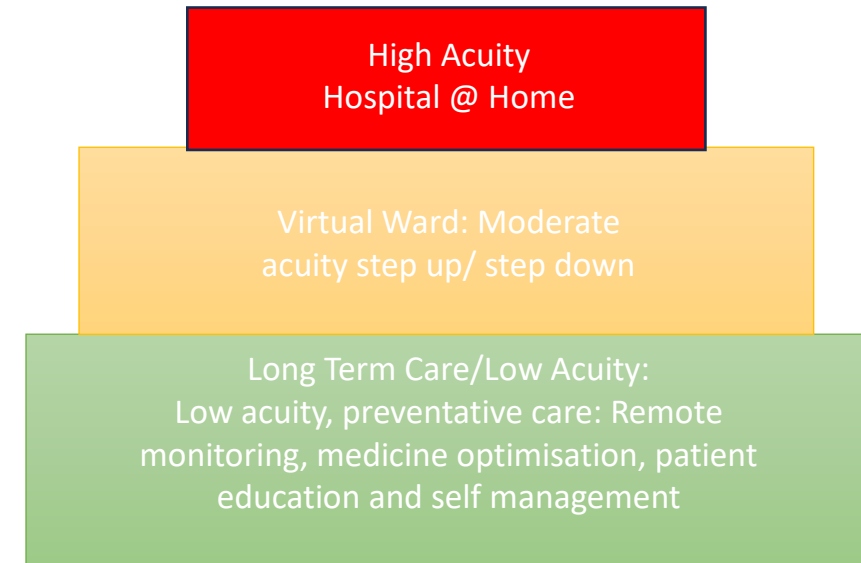 High Acuity
Hospital @ Home
Virtual Ward: Moderate
acuity step up/ step down
Long Term Care/Low Acuity:
Low acuity, preventative care: Remote
monitoring, medicine optimisation, patient
education and self management